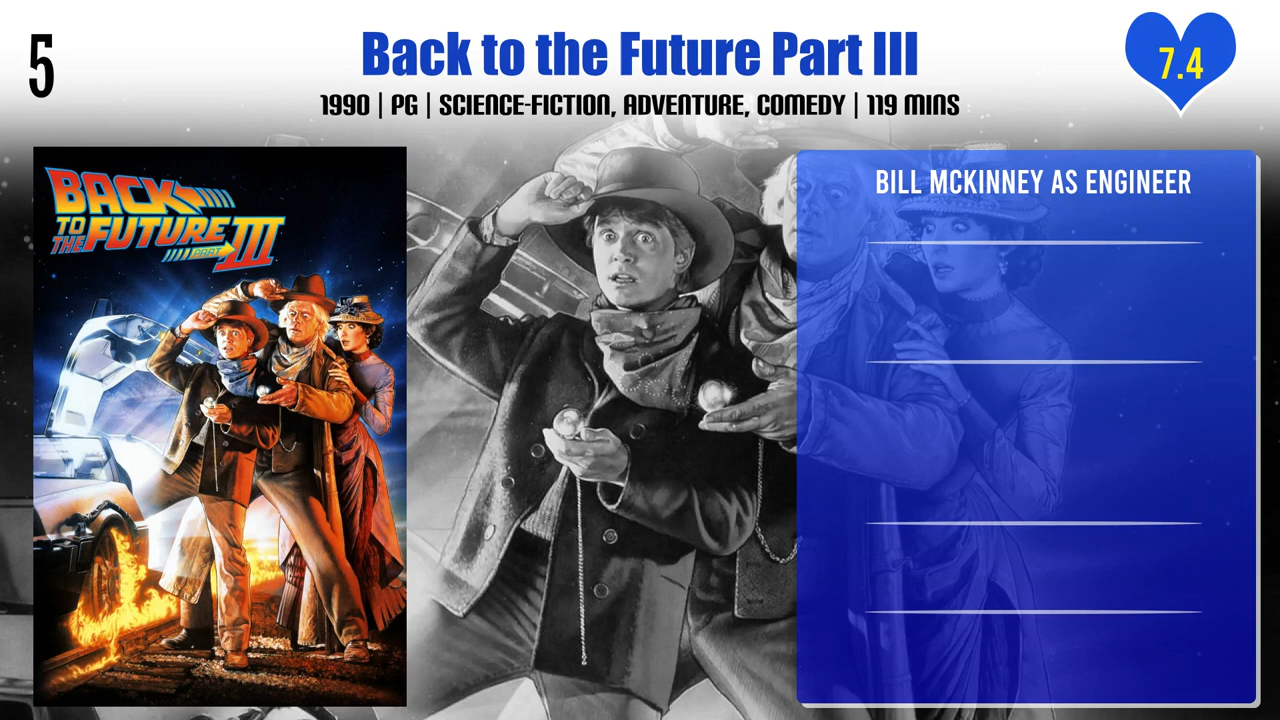 5
Back to the Future Part III
7.4
1990 | PG | SCIENCE-FICTION, ADVENTURE, COMEDY | 119 MINS
BACK
TO THE FUTURE
PART III
BILL MCKINNEY AS ENGINEER